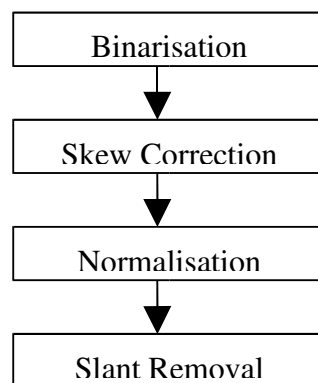 Binarisation
Skew Correction
Normalisation
Slant Removal